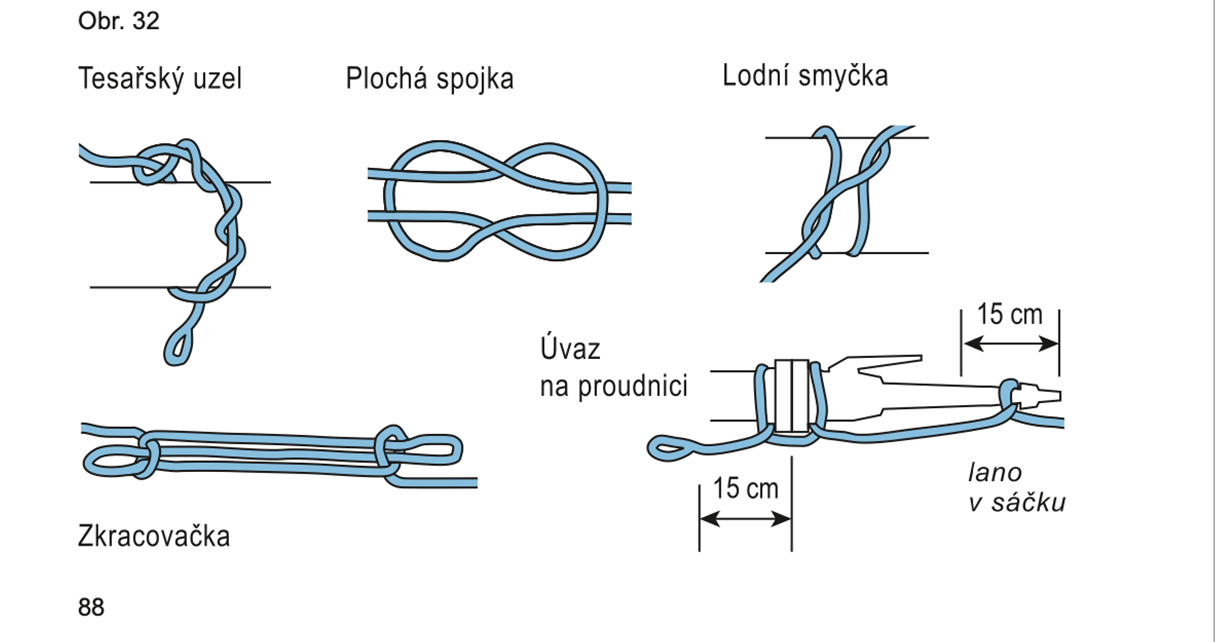 Obr. 32
Tesařský uzel
Plochá spojka
Lodní smyčka
Úvaz
na proudnici
15 cm
15 cm
lano
v sáčku
Zkracovačka
88